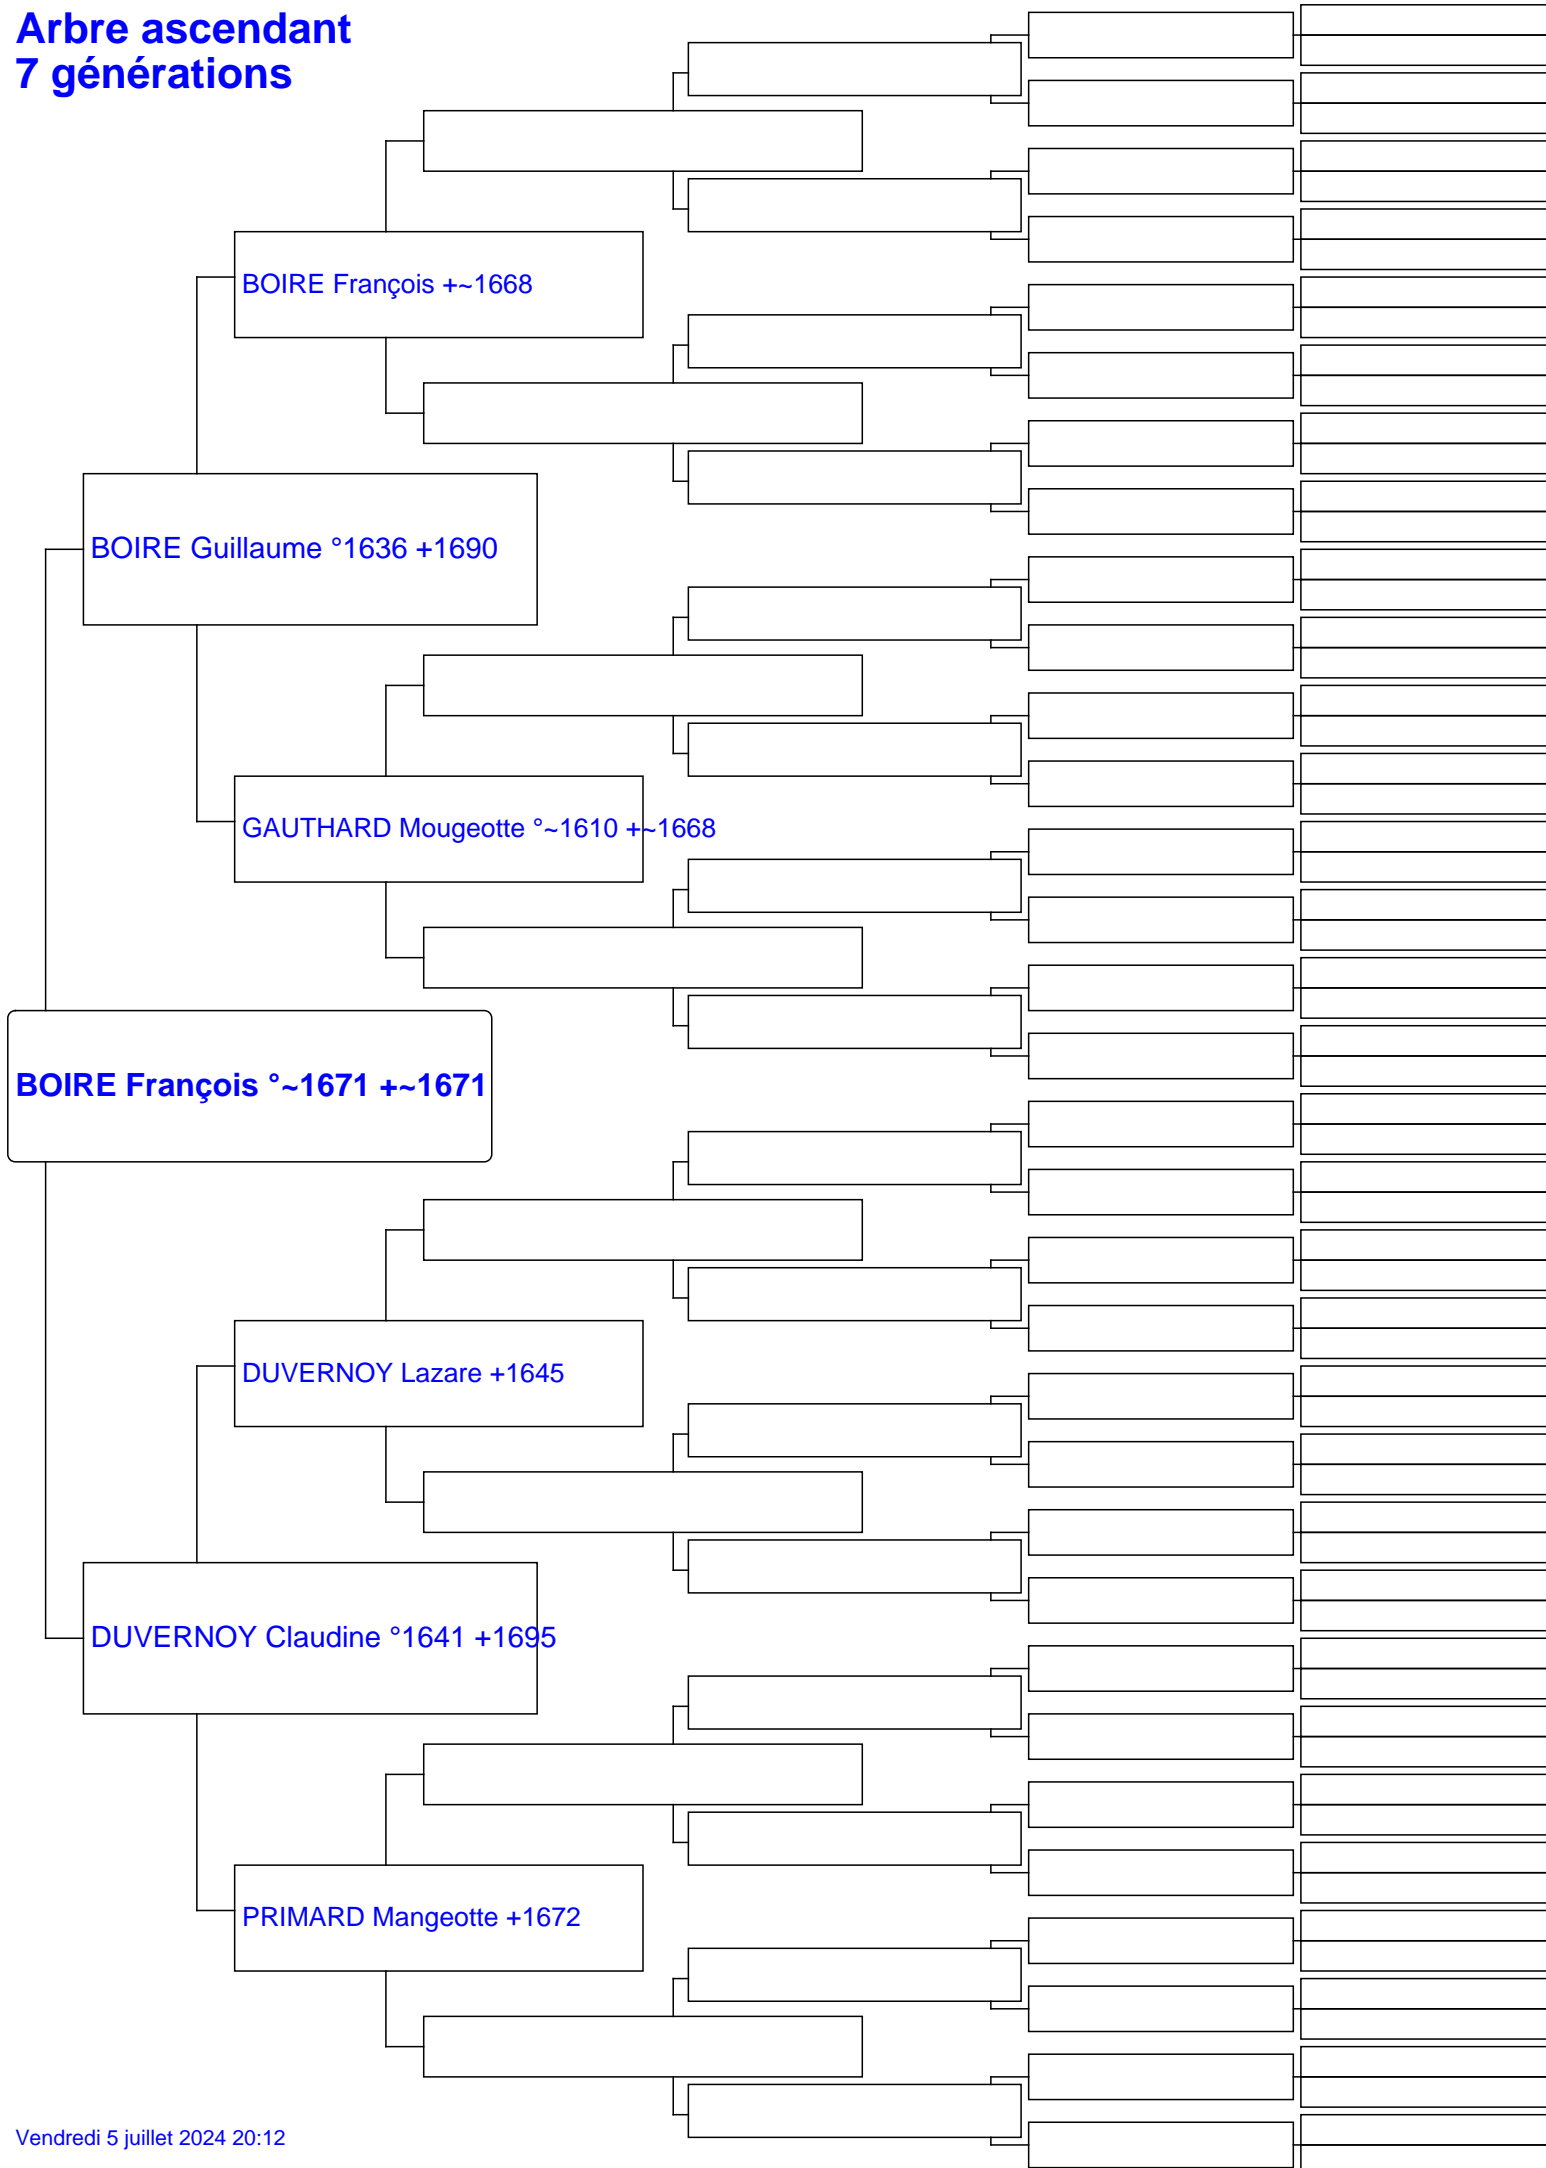 Arbre ascendant
7 générations
BOIRE François +~1668
BOIRE Guillaume °1636 +1690
GAUTHARD Mougeotte °~1610 +~1668
BOIRE François °~1671 +~1671
DUVERNOY Lazare +1645
DUVERNOY Claudine °1641 +1695
PRIMARD Mangeotte +1672
Vendredi 5 juillet 2024 20:12